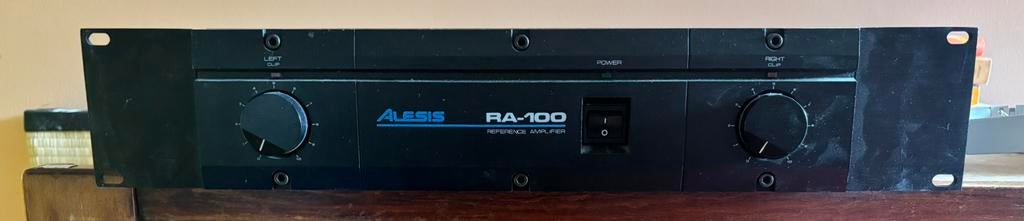 LEFT
CLIP
POWER
RIGHT
CLIP
ALESIS RA-100
REFERENCE AMPLIFIER
I
O